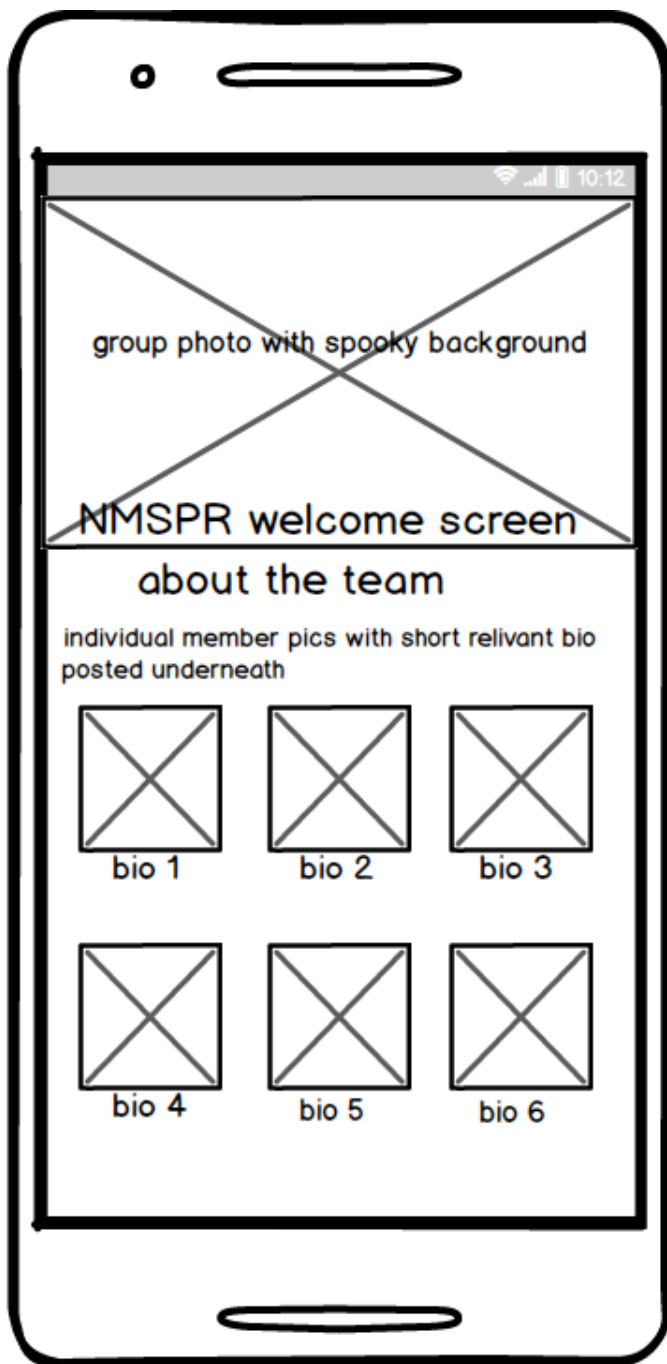 10:12
group photo with spooky background
NMSPR welcome screen
about the team
individual member pics with short relivant bio
posted underneath
bio 1 bio 2 bio 3
bio 4 bio 5 bio 6